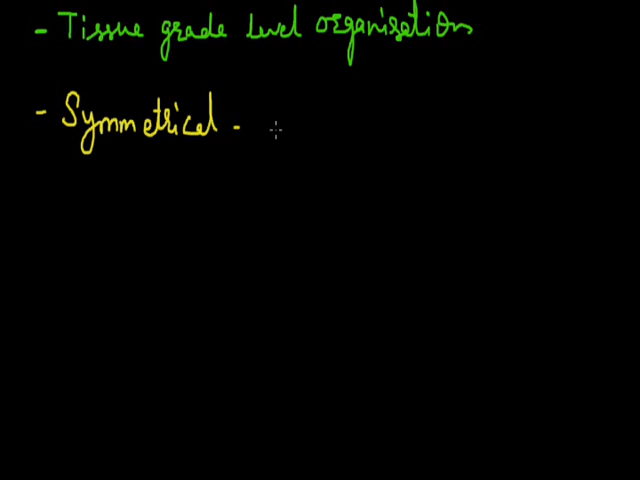 - Tissue grade level organisation
- Symmetrical -